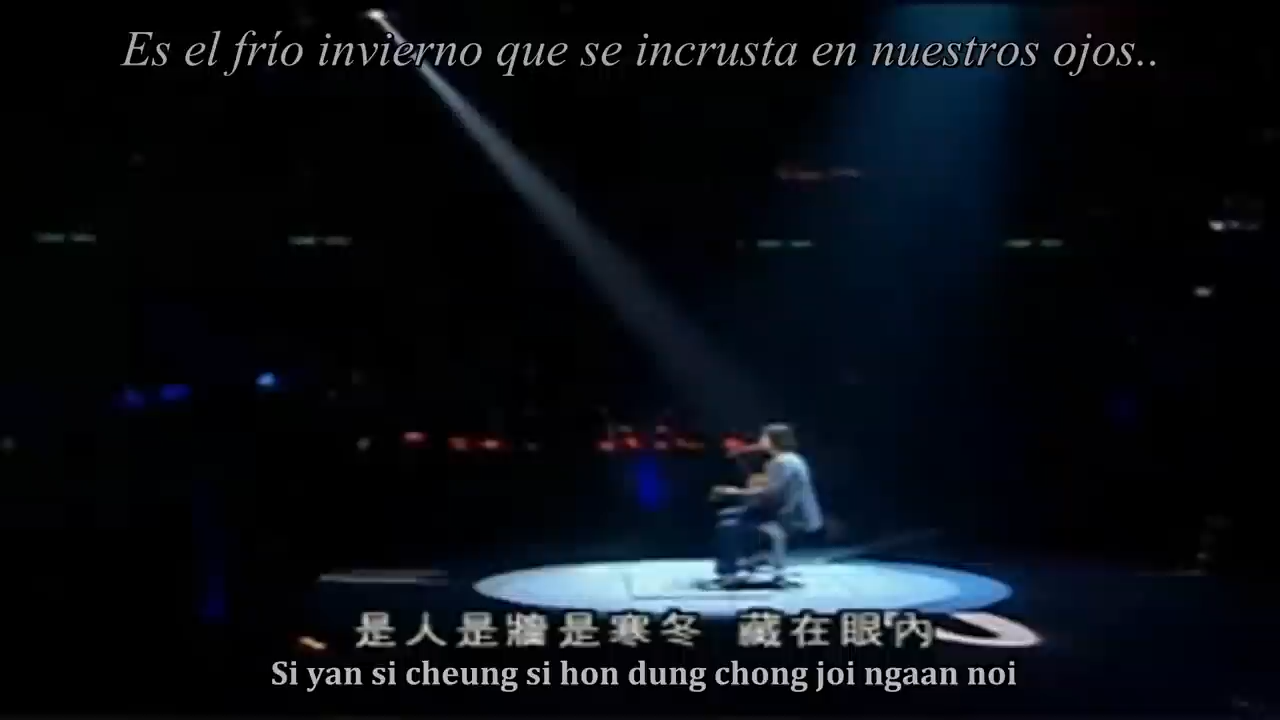 Es el frío invierno que se incrusta en nuestros ojos..
是人是牆是寒冬 藏在眼內
Si yan si cheung si hon dung chong joi ngaan noi